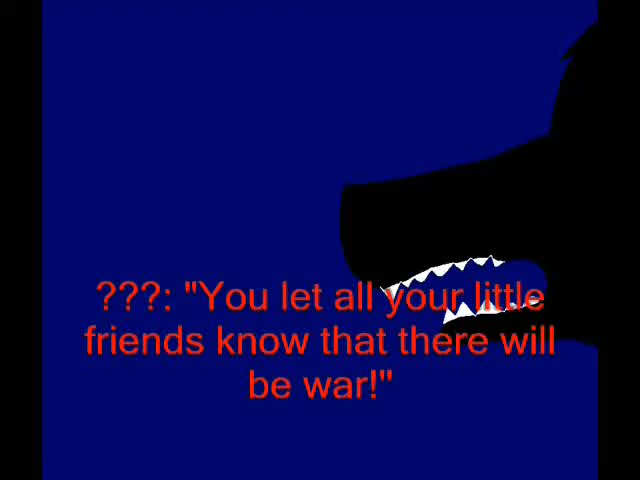 ???: "You let all your little
friends know that there will
be war!"